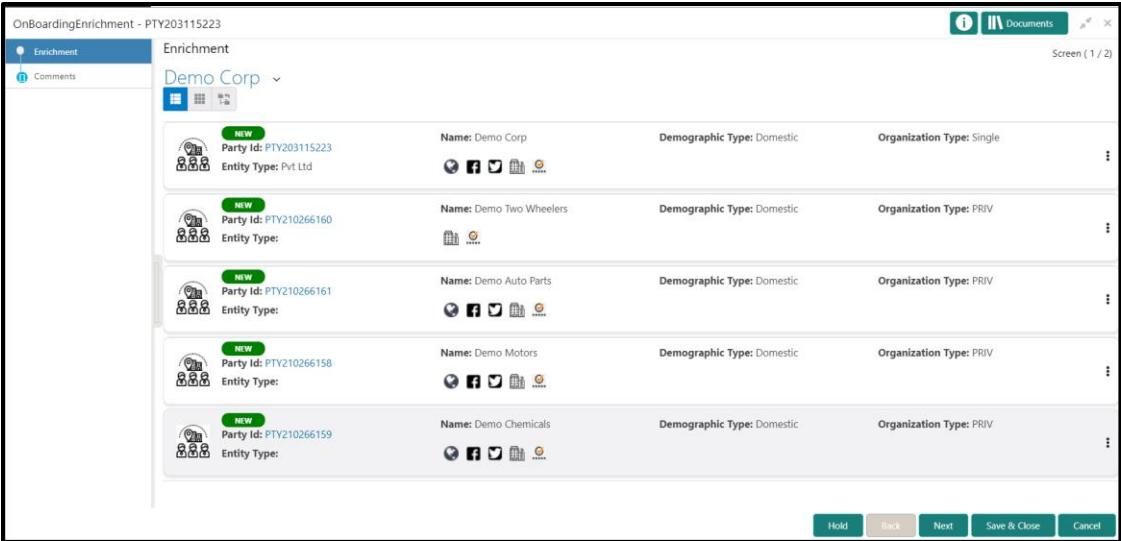 OnBoardingEnrichment - PTY203115223
Documents
Enrichment
Comments
Enrichment
Screen ( 1 / 2)
Demo Corp
NEW
Party Id: PTY203115223
Entity Type: Pvt Ltd
Name: Demo Corp
Demographic Type: Domestic
Organization Type: Single
NEW
Party Id: PTY210266160
Entity Type:
Name: Demo Two Wheelers
Demographic Type: Domestic
Organization Type: PRIV
NEW
Party Id: PTY210266161
Entity Type:
Name: Demo Auto Parts
Demographic Type: Domestic
Organization Type: PRIV
NEW
Party Id: PTY210266158
Entity Type:
Name: Demo Motors
Demographic Type: Domestic
Organization Type: PRIV
NEW
Party Id: PTY210266159
Entity Type:
Name: Demo Chemicals
Demographic Type: Domestic
Organization Type: PRIV
Hold
Back
Next
Save & Close
Cancel